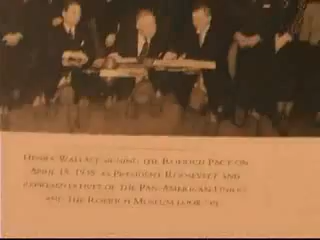 HENRY WALLACE SIGNING THE ROERICH PACT ON
APRIL 15, 1935 AS PRESIDENT ROOSEVELT AND
REPRESENTATIVES OF THE PAN-AMERICAN UNION
AND THE ROERICH MUSEUM LOOK ON.